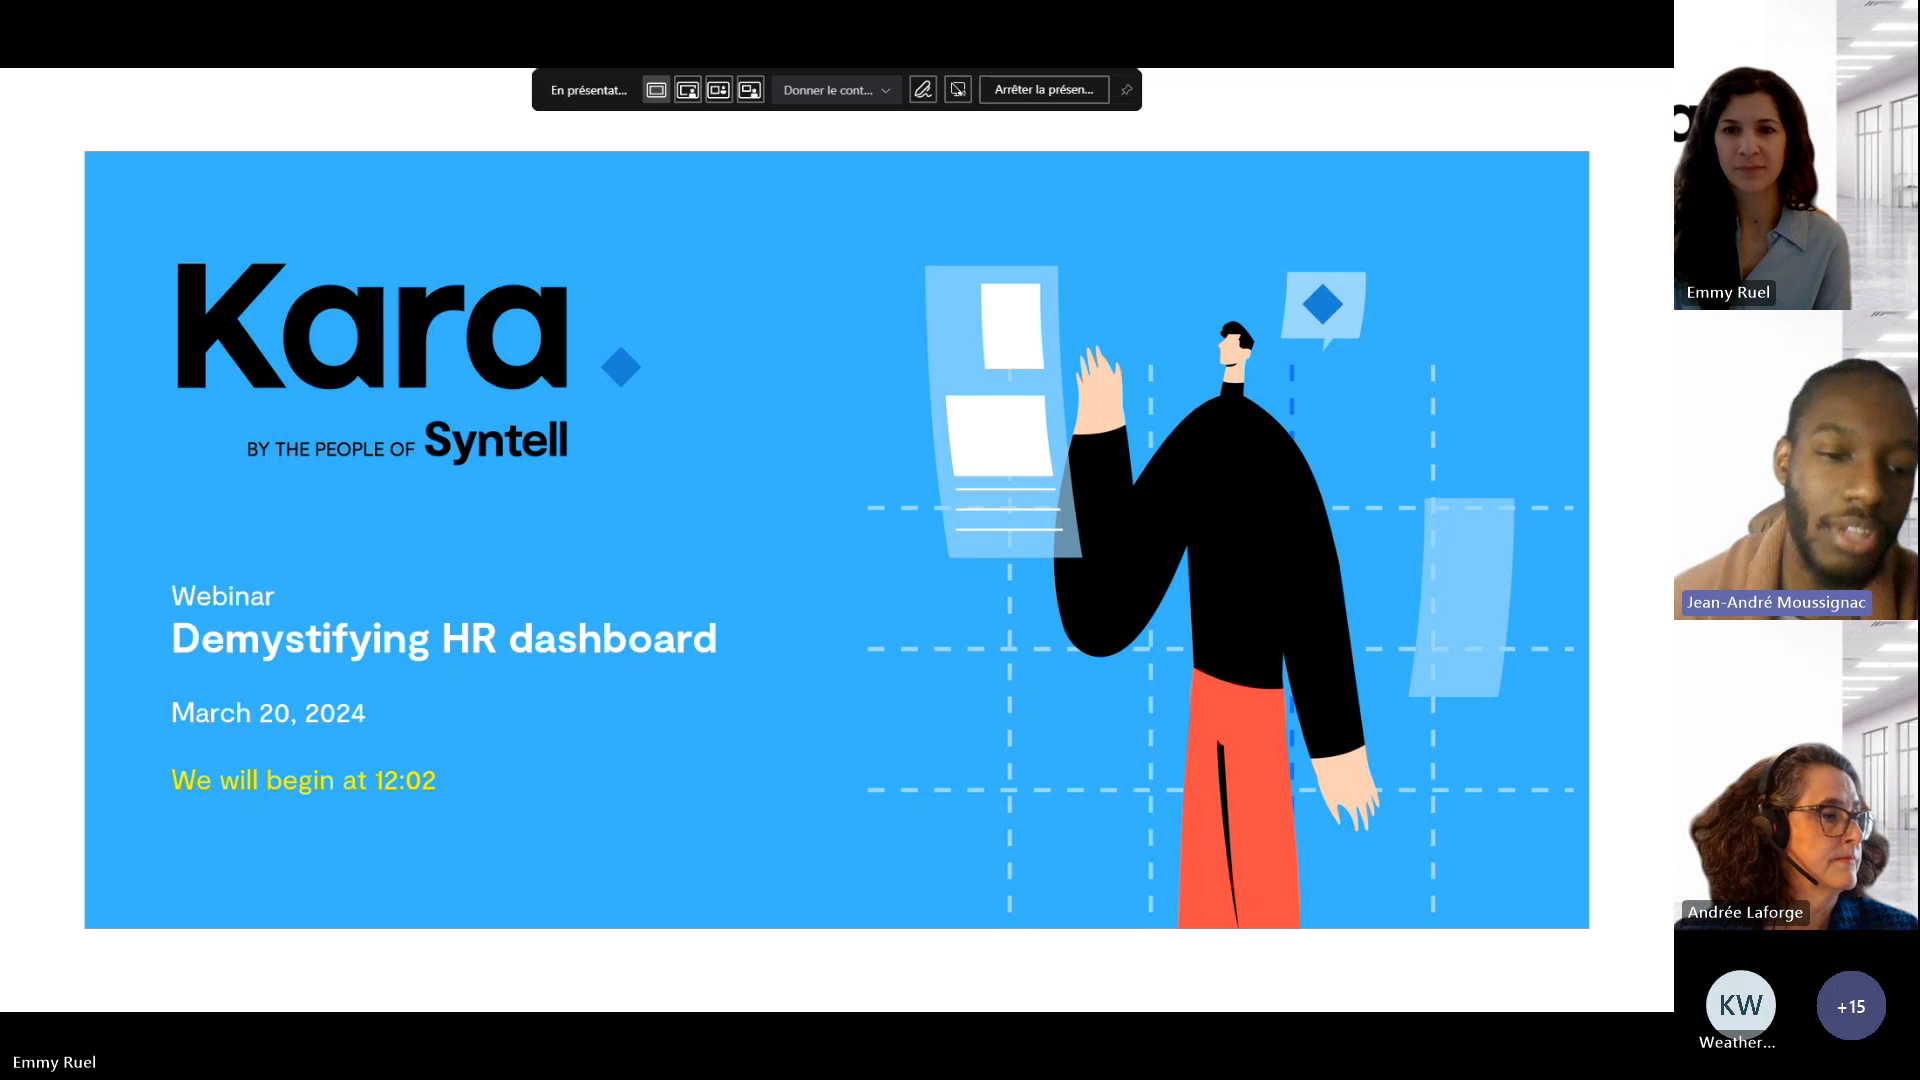 En présentat...
Donner le cont...
Arrêter la présen...
Kara
BY THE PEOPLE OF Syntell
Webinar
Demystifying HR dashboard
March 20, 2024
We will begin at 12:02
a
Emmy Ruel
Jean-André Moussignac
Andrée Laforge
KW
+15
Weather...
Emmy Ruel